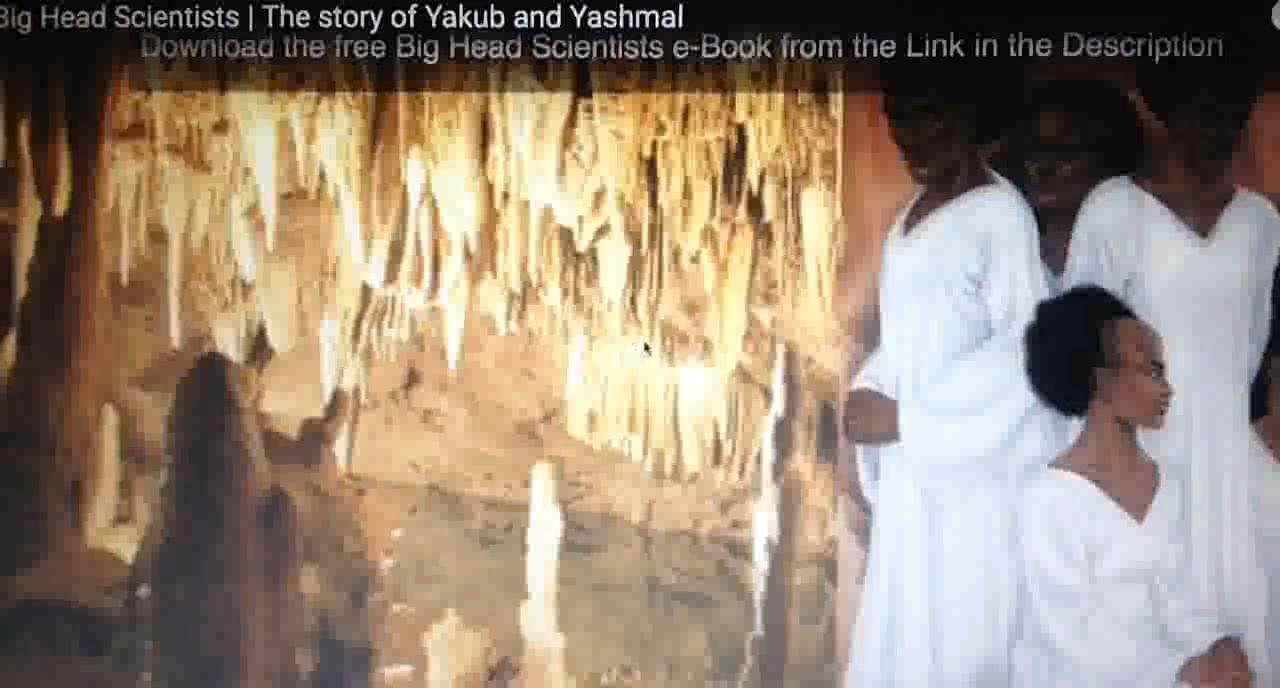 Big Head Scientists | The story of Yakub and Yashmal
Download the free Big Head Scientists e-Book from the Link in the Description